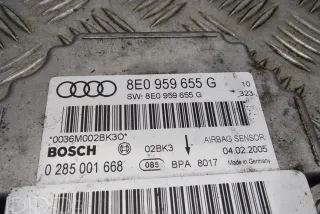 8E0 959 655 G
10
SW: 8E0 959 655 G
323
*0036M002BK3O*
BOSCH
02BK3
AIRBAG SENSOR
04.02.2005
0 285 001 668
085
BPA 8017
Made in Germany